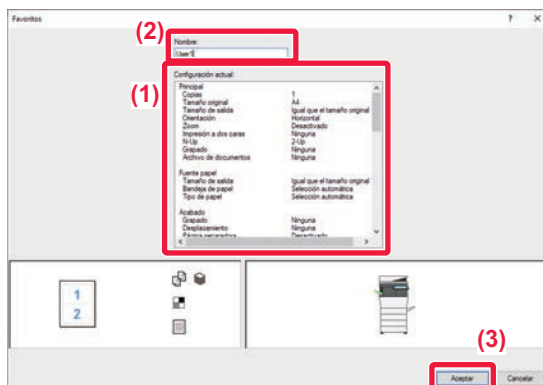 Favoritos ? X
(2)
Nombre:
User1
(1)
Configuración actual:
Principal
Copias 1
Tamaño original A4
Tamaño de salida Igual que el tamaño original
Orientación Horizontal
Zoom Desactivado
Impresión a dos caras Ninguna
N-Up 2-Up
Grapado Ninguna
Archivo de documentos Ninguna
Fuente papel
Tamaño de salida Igual que el tamaño original
Bandeja de papel Selección automática
Tipo de papel Selección automática
Acabado
Grapado Ninguna
Desplazamiento Ninguna
Página separadora Desactivado
1
2
(3)
Aceptar Cancelar